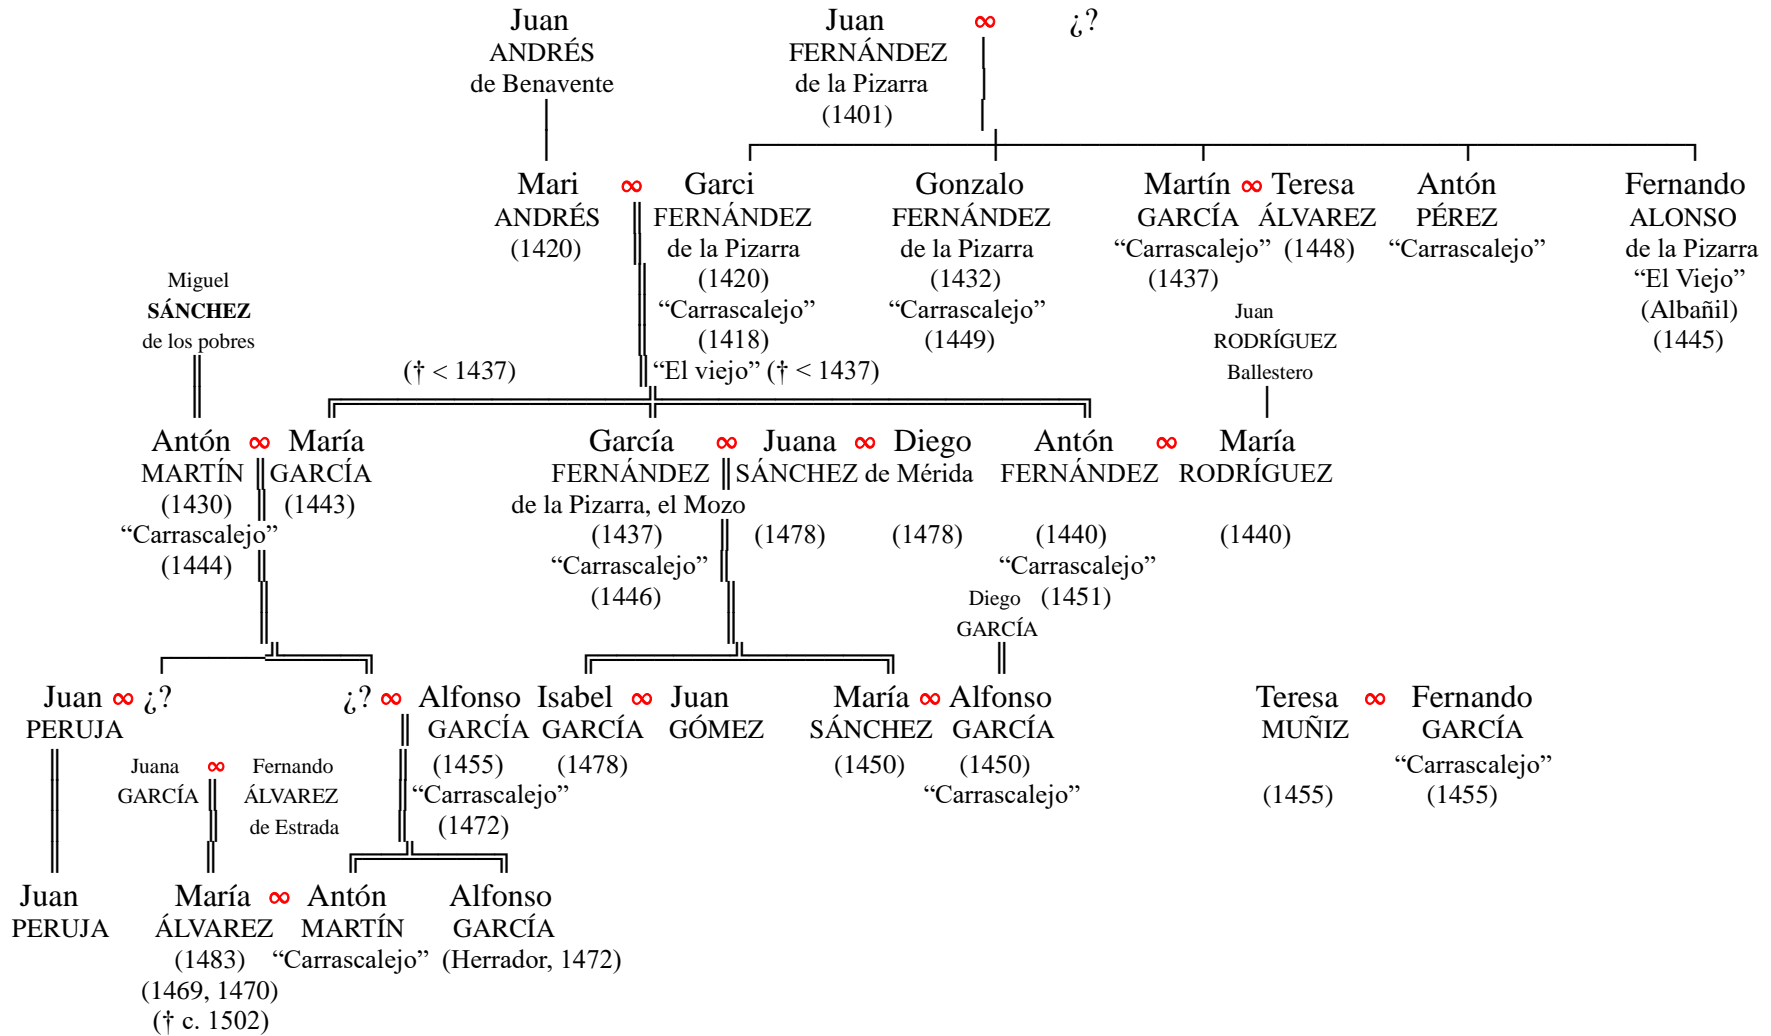 Juan Juan ∞ ¿?
ANDRÉS FERNÁNDEZ
de Benavente de la Pizarra
(1401)
Mari ∞ Garci Gonzalo Martín ∞ Teresa Antón Fernando
ANDRÉS FERNÁNDEZ FERNÁNDEZ GARCÍA ÁLVAREZ PÉREZ ALONSO
(1420) de la Pizarra de la Pizarra “Carrascalejo” (1448) “Carrascalejo” de la Pizarra
Miguel (1420) (1432) (1437) “El Viejo”
SÁNCHEZ “Carrascalejo” “Carrascalejo” Juan (Albañil)
de los pobres (1418) (1449) RODRÍGUEZ (1445)
(† < 1437) “El viejo” († < 1437) Ballestero
Antón ∞ María García ∞ Juana ∞ Diego Antón ∞ María
MARTÍN GARCÍA FERNÁNDEZ SÁNCHEZ de Mérida FERNÁNDEZ RODRÍGUEZ
(1430) (1443) de la Pizarra, el Mozo
“Carrascalejo” (1437) (1478) (1478) (1440) (1440)
(1444) “Carrascalejo” “Carrascalejo”
(1446) Diego (1451)
GARCÍA
Juan ∞ ¿? ¿? ∞ Alfonso Isabel ∞ Juan María ∞ Alfonso Teresa ∞ Fernando
PERUJA GARCÍA GARCÍA GÓMEZ SÁNCHEZ GARCÍA MUÑIZ GARCÍA
Juana ∞ Fernando (1455) (1478) (1450) (1450) “Carrascalejo”
GARCÍA ÁLVAREZ “Carrascalejo” “Carrascalejo” (1455) (1455)
de Estrada (1472)
Juan María ∞ Antón Alfonso
PERUJA ÁLVAREZ MARTÍN GARCÍA
(1483) “Carrascalejo” (Herrador, 1472)
(1469, 1470)
(† c. 1502)